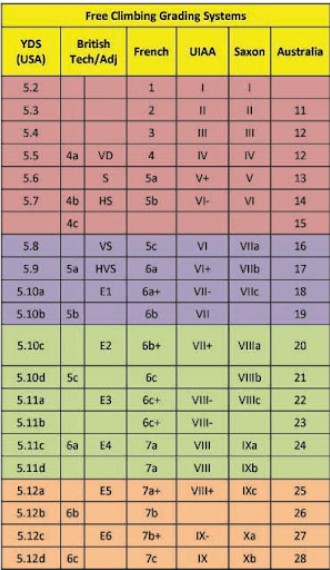 Free Climbing Grading Systems
YDS (USA) British Tech/Adj French UIAA Saxon Australia
5.2 1 I I
5.3 2 II II 11
5.4 3 III III 12
5.5 4a VD 4 IV IV 12
5.6 S 5a V+ V 13
5.7 4b HS 5b VI- VI 14
4c 15
5.8 VS 5c VI VIIa 16
5.9 5a HVS 6a VI+ VIIb 17
5.10a E1 6a+ VII- VIIc 18
5.10b 5b 6b VII 19
5.10c E2 6b+ VII+ VIIIa 20
5.10d 5c 6c VIIIb 21
5.11a E3 6c+ VIII- VIIIc 22
5.11b 6c+ VIII- 23
5.11c 6a E4 7a VIII IXa 24
5.11d 7a VIII IXb
5.12a E5 7a+ VIII+ IXc 25
5.12b 6b 7b 26
5.12c E6 7b+ IX- Xa 27
5.12d 6c 7c IX Xb 28